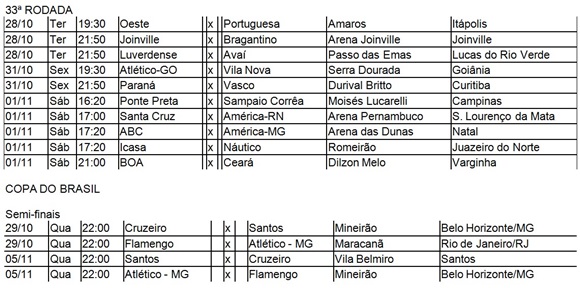 33ª RODADA
28/10 Ter 19:30 Oeste x Portuguesa Amaros Itápolis
28/10 Ter 21:50 Joinville x Bragantino Arena Joinville Joinville
28/10 Ter 21:50 Luverdense x Avaí Passo das Emas Lucas do Rio Verde
31/10 Sex 19:30 Atlético-GO x Vila Nova Serra Dourada Goiânia
31/10 Sex 21:50 Paraná x Vasco Durival Britto Curitiba
01/11 Sáb 16:20 Ponte Preta x Sampaio Corrêa Moisés Lucarelli Campinas
01/11 Sáb 17:00 Santa Cruz x América-RN Arena Pernambuco S. Lourenço da Mata
01/11 Sáb 17:20 ABC x América-MG Arena das Dunas Natal
01/11 Sáb 17:20 Icasa x Náutico Romeirão Juazeiro do Norte
01/11 Sáb 21:00 BOA x Ceará Dilzon Melo Varginha
COPA DO BRASIL
Semi-finais
29/10 Qua 22:00 Cruzeiro x Santos Mineirão Belo Horizonte/MG
29/10 Qua 22:00 Flamengo x Atlético - MG Maracanã Rio de Janeiro/RJ
05/11 Qua 22:00 Santos x Cruzeiro Vila Belmiro Santos
05/11 Qua 22:00 Atlético - MG x Flamengo Mineirão Belo Horizonte/MG